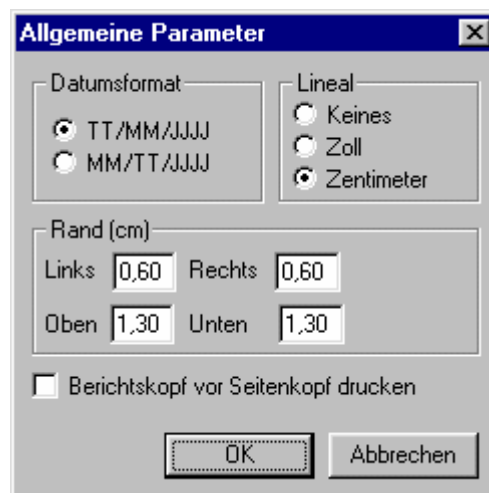 Allgemeine Parameter
Datumsformat
TT/MM/JJJJ
MM/TT/JJJJ
Lineal
Keines
Zoll
Zentimeter
Rand (cm)
Links 0,60 Rechts 0,60
Oben 1,30 Unten 1,30
Berichtskopf vor Seitenkopf drucken
OK Abbrechen